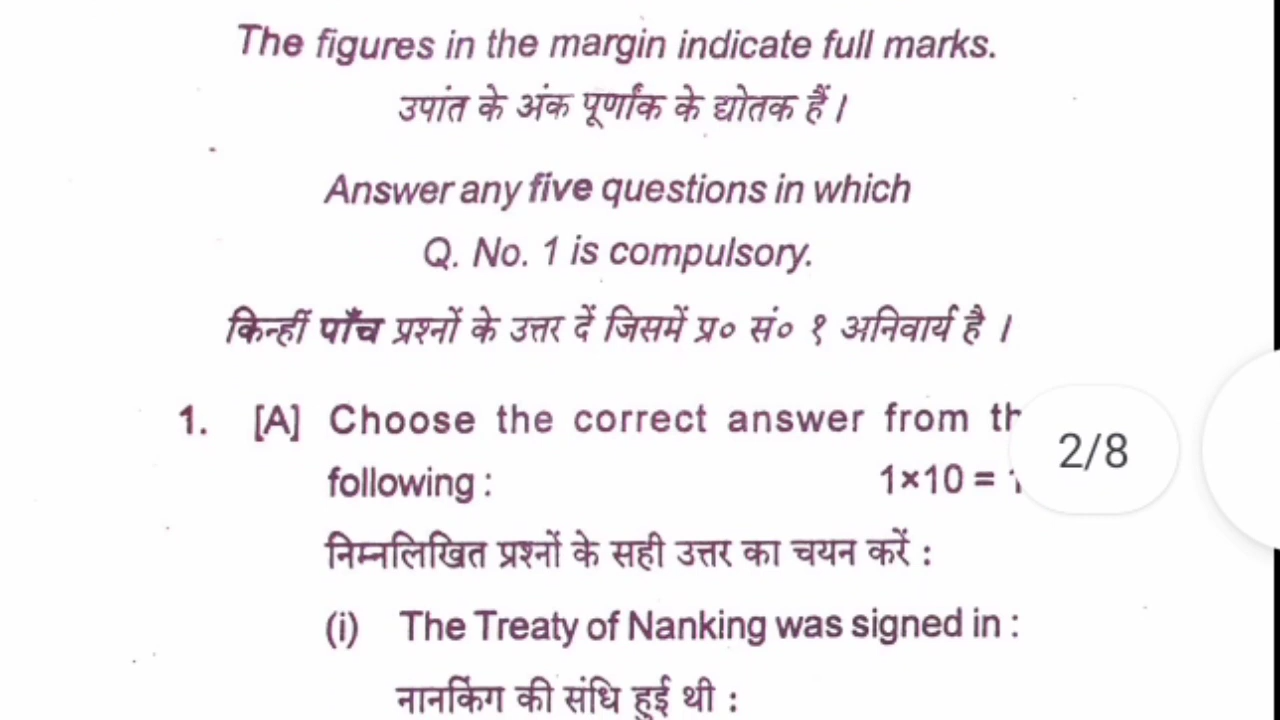 The figures in the margin indicate full marks.
उपांत के अंक पूर्णांक के द्योतक हैं।
Answer any five questions in which
Q. No. 1 is compulsory.
किन्हीं पाँच प्रश्नों के उत्तर दें जिसमें प्र० सं० १ अनिवार्य है ।
1. [A] Choose the correct answer from
following : 1×10 =
2/8
निम्नलिखित प्रश्नों के सही उत्तर का चयन करें :
(i) The Treaty of Nanking was signed in :
नानकिंग की संधि हुई थी :